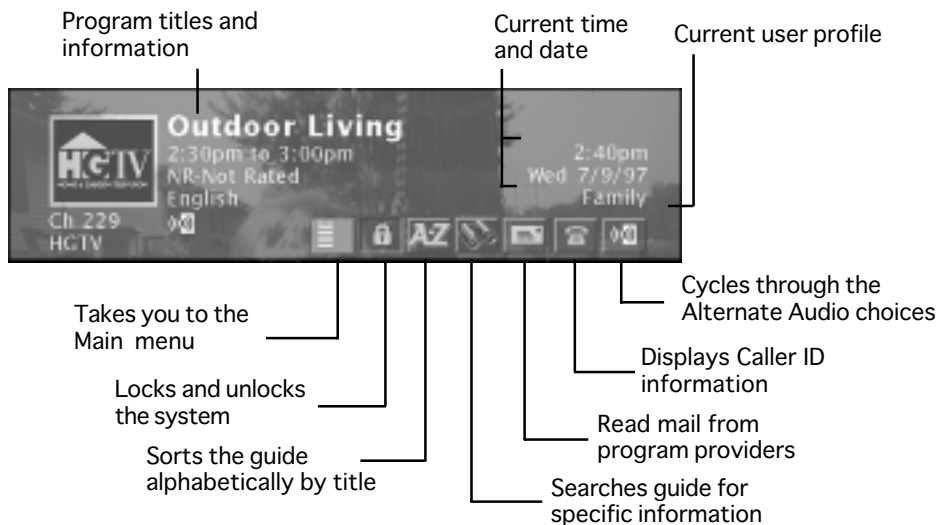 Program titles and
information
Current time
and date
Current user profile
HGTV
HOME & GARDEN TELEVISION
Ch 229
HGTV
Outdoor Living
2:30pm to 3:00pm
NR-Not Rated
English
2:40pm
Wed 7/9/97
Family
A-Z
Takes you to the
Main menu
Locks and unlocks
the system
Sorts the guide
alphabetically by title
Cycles through the
Alternate Audio choices
Displays Caller ID
information
Read mail from
program providers
Searches guide for
specific information